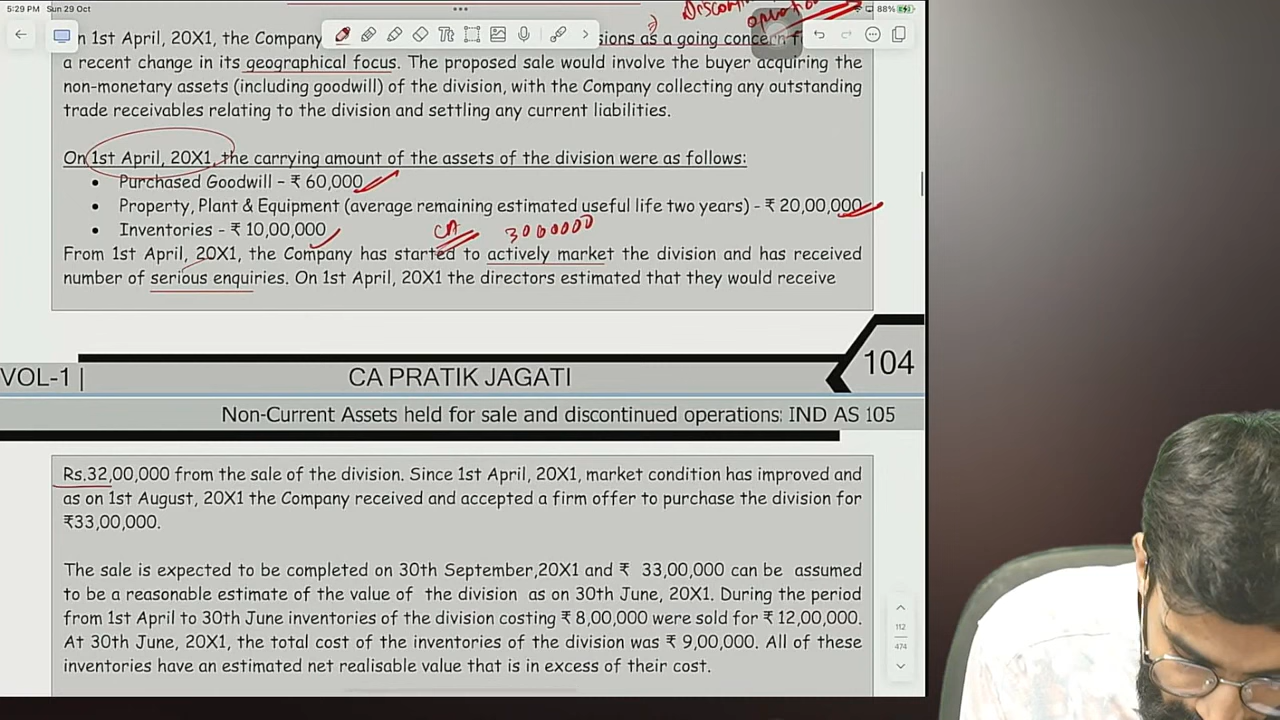 5:29 PM Sun 29 Oct
88%
Discontin
operation
n 1st April, 20X1, the Company sions as a going concern f
a recent change in its geographical focus. The proposed sale would involve the buyer acquiring the
non-monetary assets (including goodwill) of the division, with the Company collecting any outstanding
trade receivables relating to the division and settling any current liabilities.
On 1st April, 20X1, the carrying amount of the assets of the division were as follows:
• Purchased Goodwill – ₹ 60,000
• Property, Plant & Equipment (average remaining estimated useful life two years) - ₹ 20,00,000
• Inventories - ₹ 10,00,000
CA 3060000
From 1st April, 20X1, the Company has started to actively market the division and has received
number of serious enquiries. On 1st April, 20X1 the directors estimated that they would receive
104
VOL-1 | CA PRATIK JAGATI
Non-Current Assets held for sale and discontinued operations: IND AS 105
Rs.32,00,000 from the sale of the division. Since 1st April, 20X1, market condition has improved and
as on 1st August, 20X1 the Company received and accepted a firm offer to purchase the division for
₹33,00,000.
The sale is expected to be completed on 30th September,20X1 and ₹ 33,00,000 can be assumed
to be a reasonable estimate of the value of the division as on 30th June, 20X1. During the period
from 1st April to 30th June inventories of the division costing ₹ 8,00,000 were sold for ₹ 12,00,000.
At 30th June, 20X1, the total cost of the inventories of the division was ₹ 9,00,000. All of these
inventories have an estimated net realisable value that is in excess of their cost.
112
474